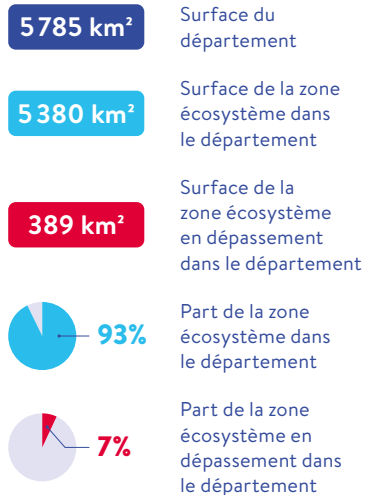 5 785 km²
Surface du
département
5 380 km²
Surface de la zone
écosystème dans
le département
389 km²
Surface de la
zone écosystème
en dépassement
dans le département
93%
Part de la zone
écosystème dans
le département
7%
Part de la zone
écosystème en
dépassement dans
le département